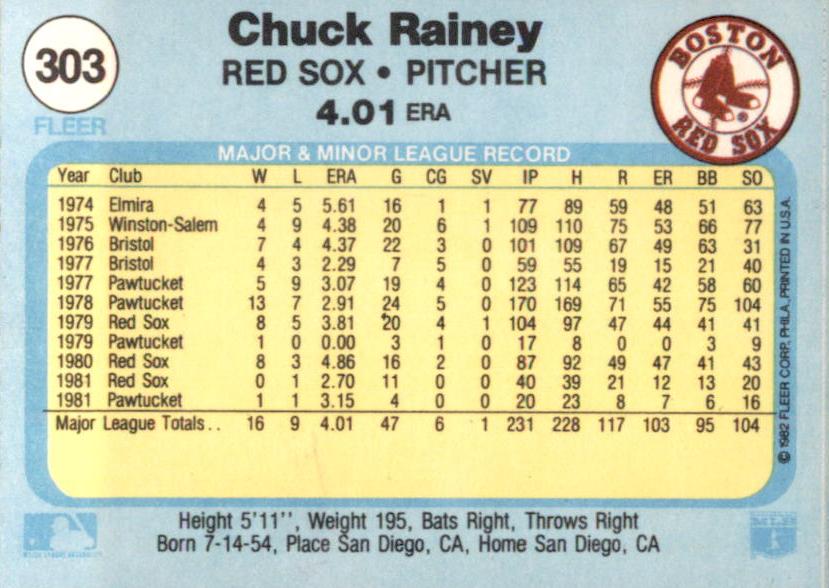 303
FLEER
Chuck Rainey
RED SOX • PITCHER
4.01 ERA
BOSTON
RED SOX
®
MAJOR & MINOR LEAGUE RECORD
Year Club W L ERA G CG SV IP H R ER BB SO
1974 Elmira 4 5 5.61 16 1 1 77 89 59 48 51 63
1975 Winston-Salem 4 9 4.38 20 6 1 109 110 75 53 66 77
1976 Bristol 7 4 4.37 22 3 0 101 109 67 49 63 31
1977 Bristol 4 3 2.29 7 5 0 59 55 19 15 21 40
1977 Pawtucket 5 9 3.07 19 4 0 123 114 65 42 58 60
1978 Pawtucket 13 7 2.91 24 5 0 170 169 71 55 75 104
1979 Red Sox 8 5 3.81 20 4 1 104 97 47 44 41 41
1979 Pawtucket 1 0 0.00 3 1 0 17 8 0 0 3 9
1980 Red Sox 8 3 4.86 16 2 0 87 92 49 47 41 43
1981 Red Sox 0 1 2.70 11 0 0 40 39 21 12 13 20
1981 Pawtucket 1 1 3.15 4 0 0 20 23 8 7 6 16
Major League Totals.. 16 9 4.01 47 6 1 231 228 117 103 95 104
© 1982 FLEER CORP. PHILA. PRINTED IN U.S.A.
Height 5'11'', Weight 195, Bats Right, Throws Right
Born 7-14-54, Place San Diego, CA, Home San Diego, CA